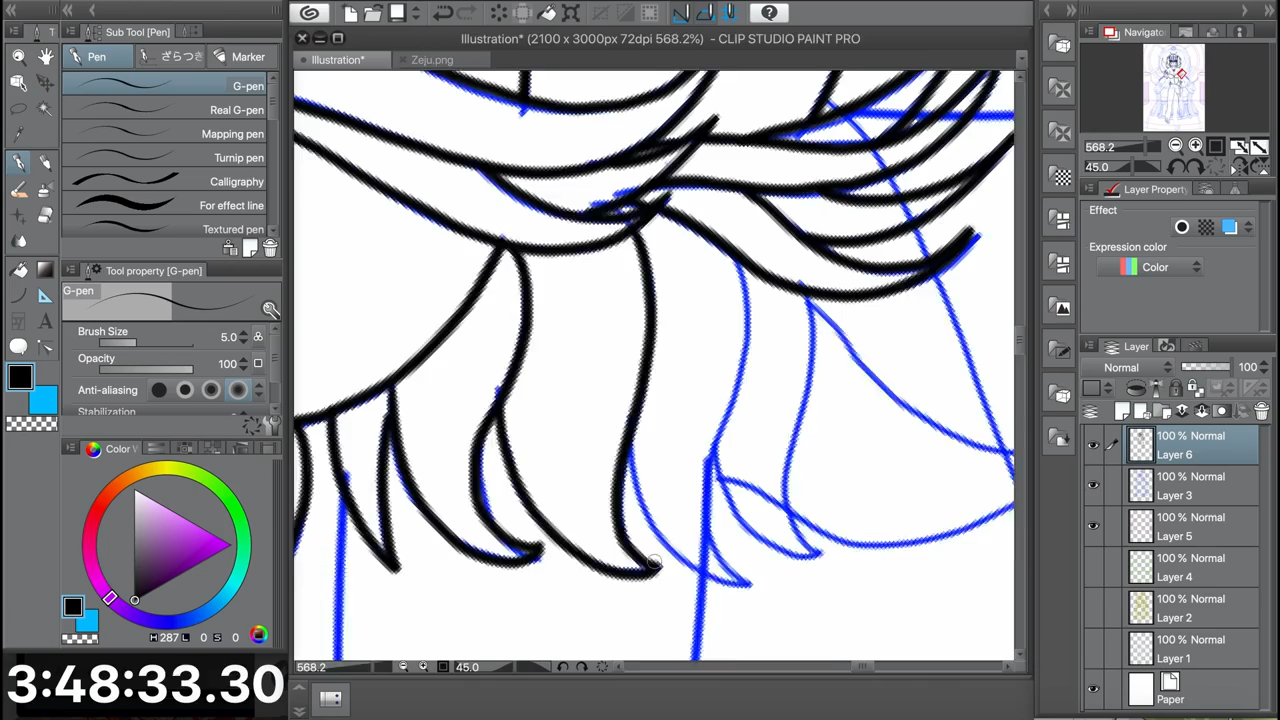 Illustration* (2100 x 3000px 72dpi 568.2%) - CLIP STUDIO PAINT PRO
Sub Tool [Pen]
Pen
ざらつき
Marker
G-pen
Real G-pen
Mapping pen
Turnip pen
Calligraphy
For effect line
Textured pen
Tool property [G-pen]
G-pen
Brush Size
5.0
Opacity
100
Anti-aliasing
Stabilization
Color
H 287 L 0 S 0
3:48:33.30
Illustration*
Zeju.png
568.2
45.0
Navigator
568.2
45.0
Layer Property
Effect
Expression color
Color
Layer
Normal
100
100 % Normal
Layer 6
100 % Normal
Layer 3
100 % Normal
Layer 5
100 % Normal
Layer 4
100 % Normal
Layer 2
100 % Normal
Layer 1
Paper